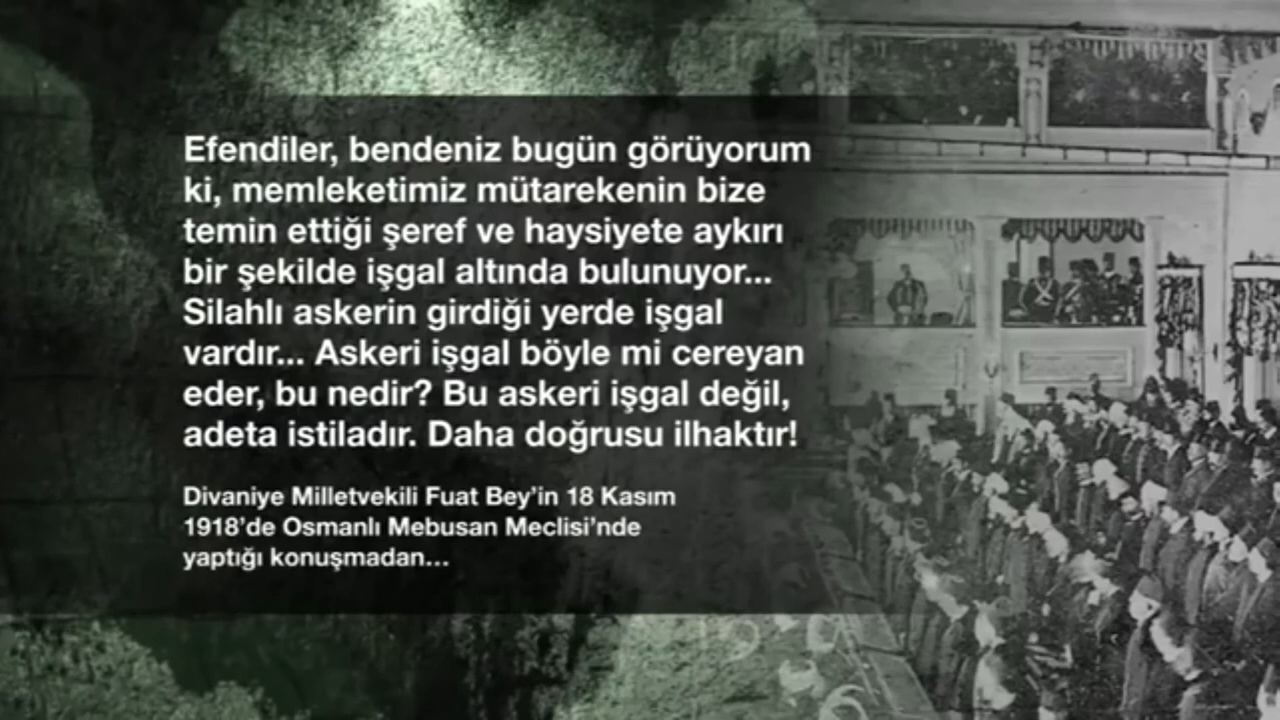 Efendiler, bendeniz bugün görüyorum
ki, memleketimiz mütarekenin bize
temin ettiği şeref ve haysiyete aykırı
bir şekilde işgal altında bulunuyor...
Silahlı askerin girdiği yerde işgal
vardır... Askeri işgal böyle mi cereyan
eder, bu nedir? Bu askeri işgal değil,
adeta istiladır. Daha doğrusu ilhaktır!
Divaniye Milletvekili Fuat Bey’in 18 Kasım
1918’de Osmanlı Mebusan Meclisi’nde
yaptığı konuşmadan...